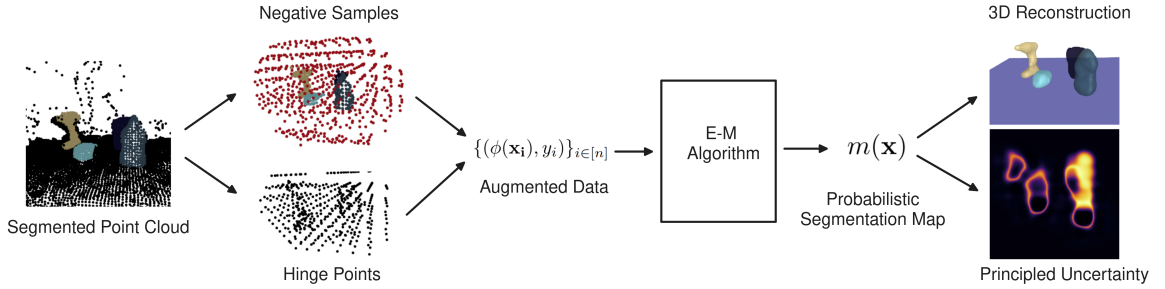 Negative Samples
3D Reconstruction
Segmented Point Cloud
Hinge Points
{(ϕ(𝐱ᵢ), yᵢ)}ᵢ∈[ₙ]
Augmented Data
E-M
Algorithm
m(𝐱)
Probabilistic
Segmentation Map
Principled Uncertainty